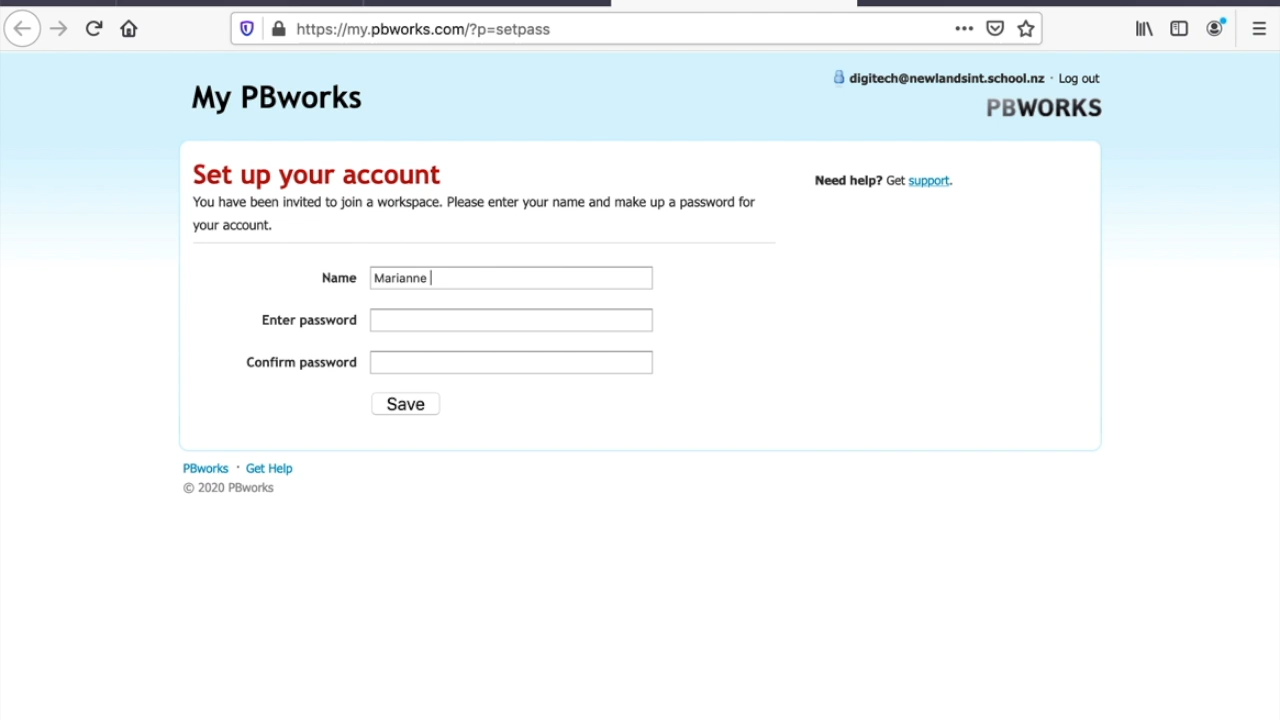 https://my.pbworks.com/?p=setpass
digitech@newlandsint.school.nz · Log out
My PBworks
PBWORKS
Set up your account
You have been invited to join a workspace. Please enter your name and make up a password for
your account.
Need help? Get support.
Name Marianne
Enter password
Confirm password
Save
PBworks · Get Help
© 2020 PBworks